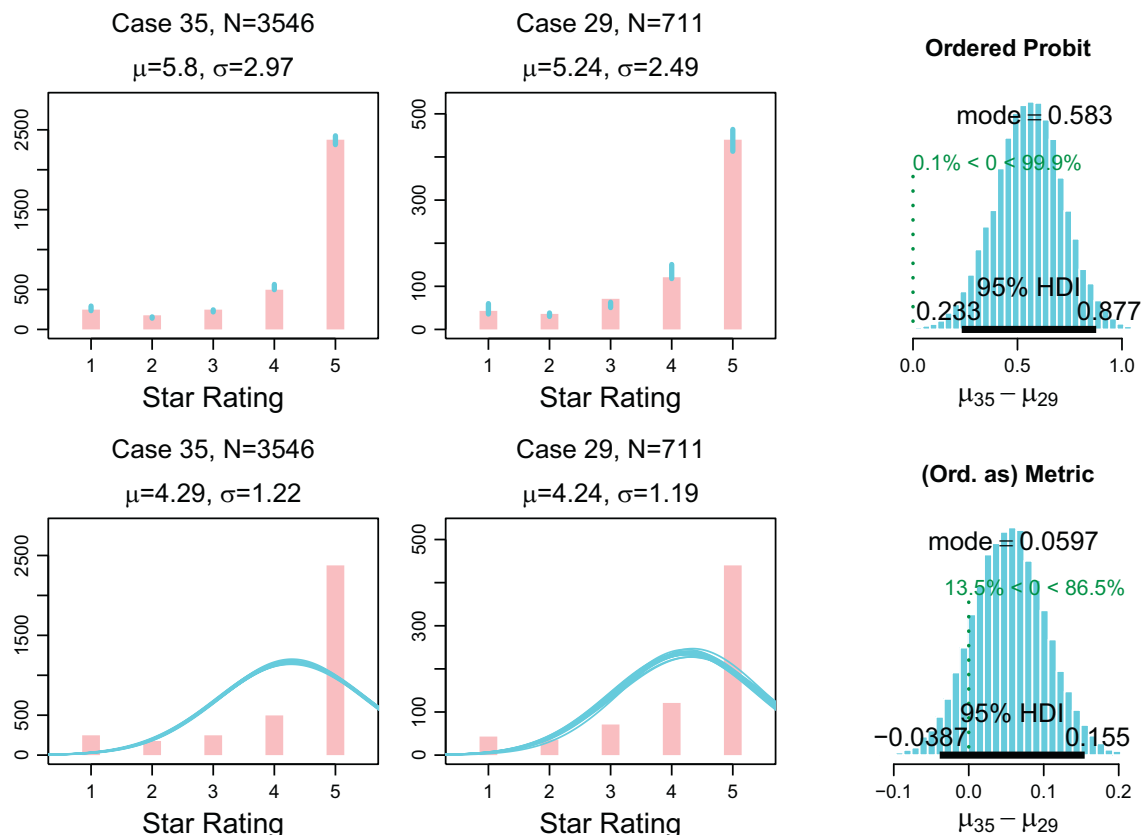 Case 35, N=3546
μ=5.8, σ=2.97
0
500
1500
2500
1 2 3 4 5
Star Rating
Case 29, N=711
μ=5.24, σ=2.49
0
100
300
500
1 2 3 4 5
Star Rating
Ordered Probit
mode = 0.583
0.1% < 0 < 99.9%
95% HDI
0.233 0.877
0.0 0.5 1.0
μ35 − μ29
Case 35, N=3546
μ=4.29, σ=1.22
0
500
1500
2500
1 2 3 4 5
Star Rating
Case 29, N=711
μ=4.24, σ=1.19
0
100
300
500
1 2 3 4 5
Star Rating
(Ord. as) Metric
mode = 0.0597
13.5% < 0 < 86.5%
95% HDI
−0.0387 0.155
−0.1 0.0 0.1 0.2
μ35 − μ29